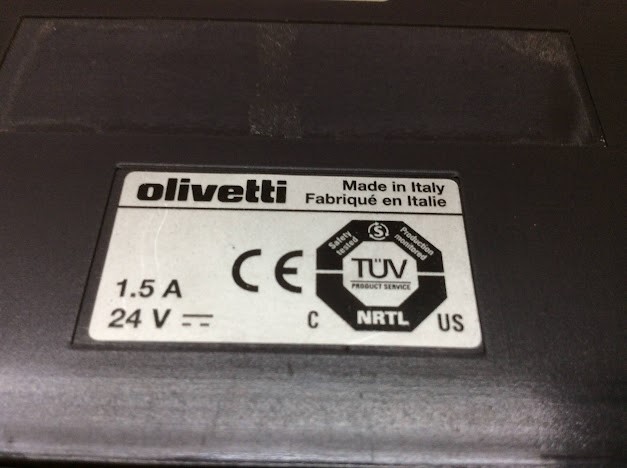 olivetti
Made in Italy
Fabriqué en Italie
CE
1.5 A
24 V
Safety tested
S
Production monitored
TÜV
PRODUCT SERVICE
C
NRTL
US